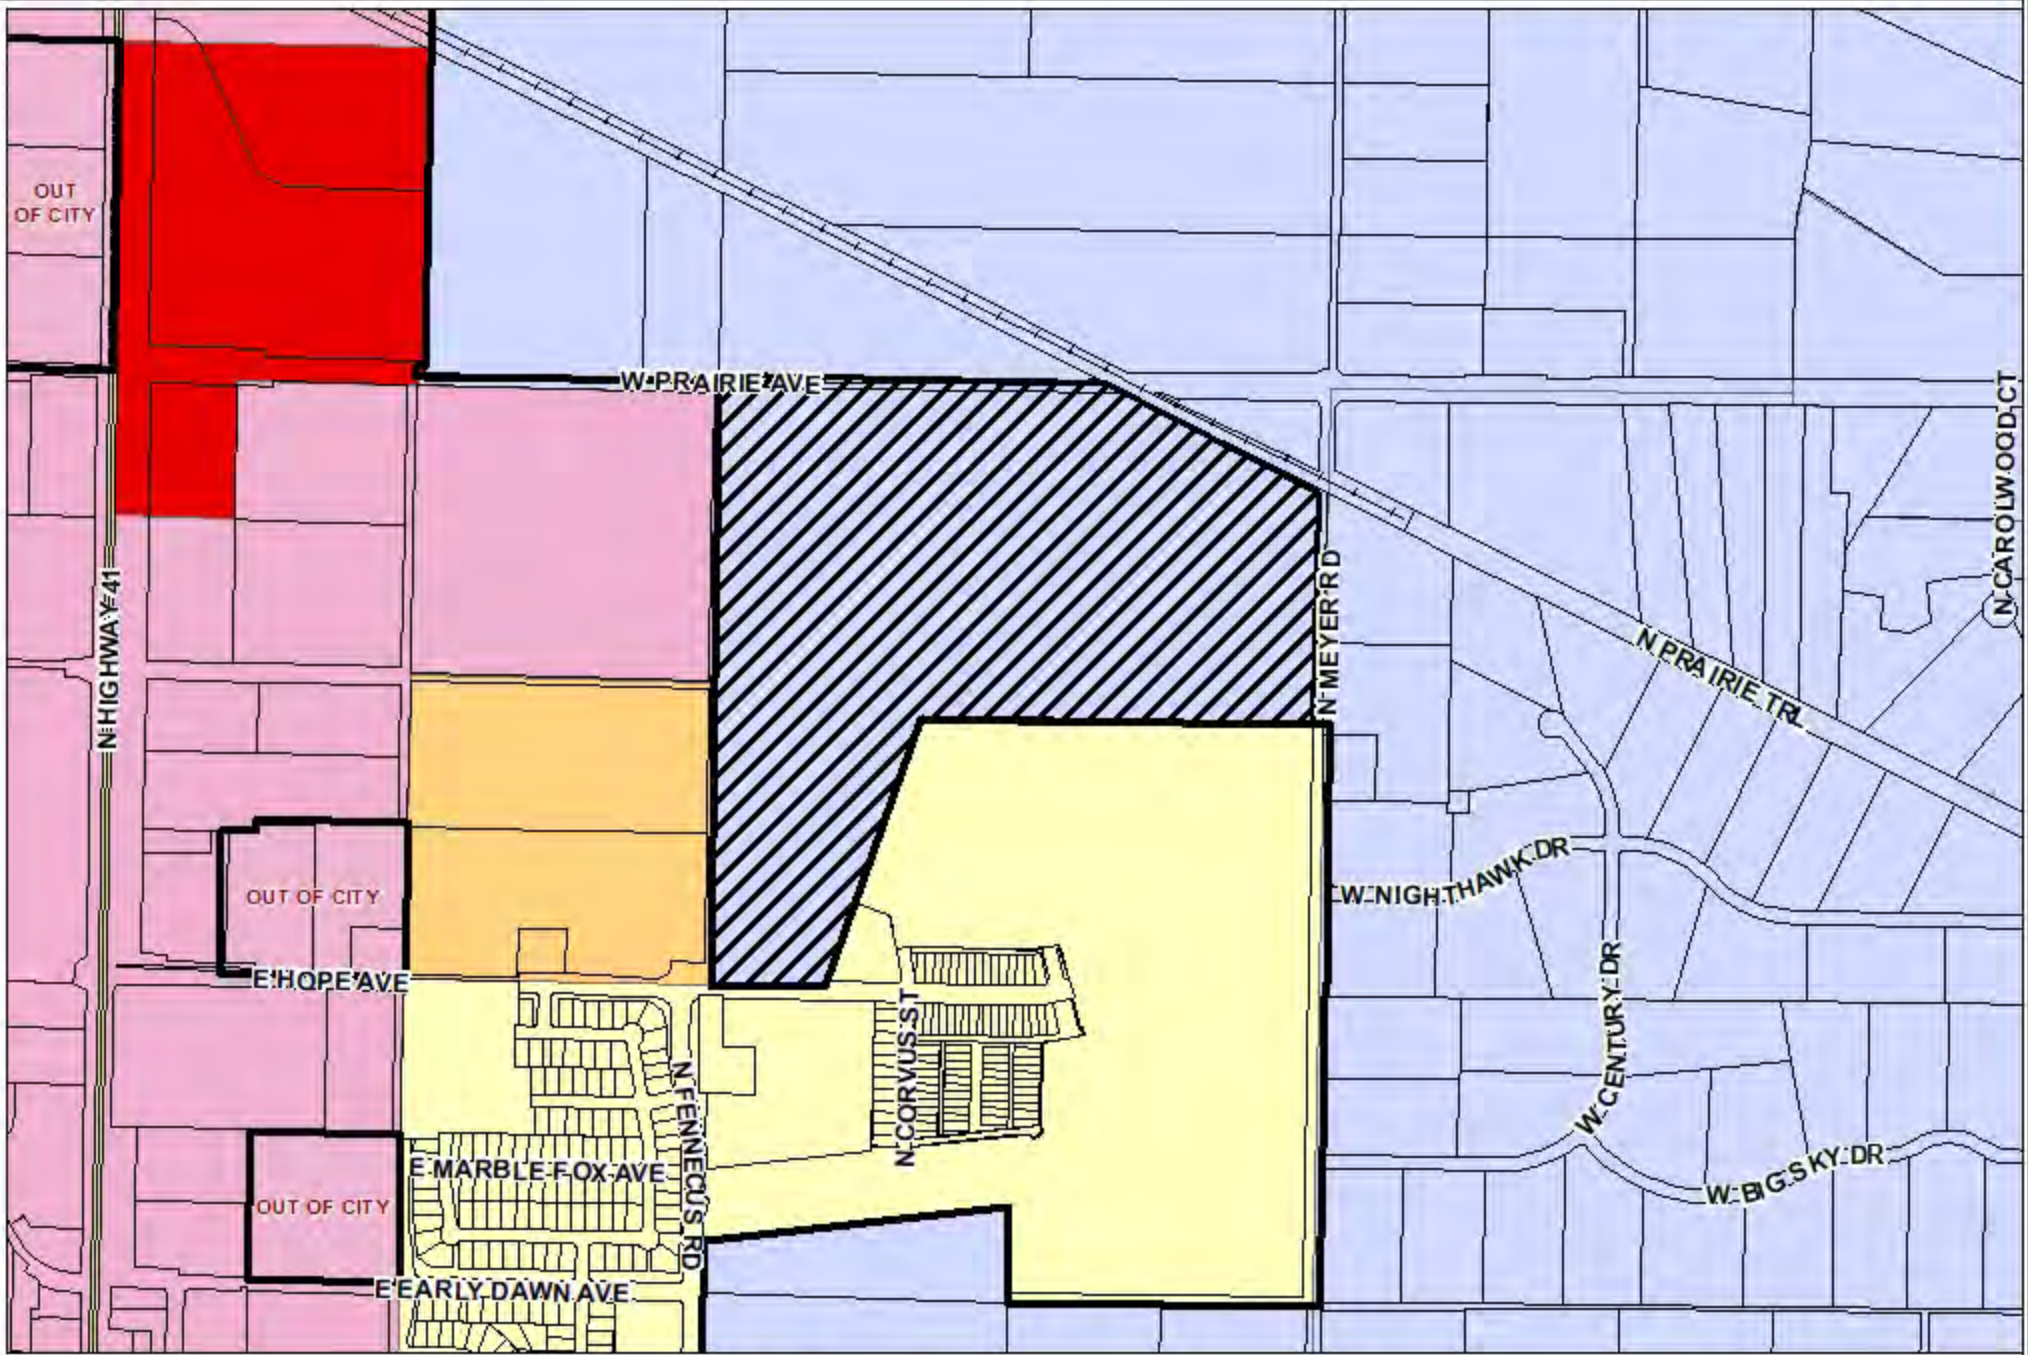 OUT
OF CITY
W PRAIRIE AVE
N CAROLWOOD CT
N HIGHWAY 41
N MEYER RD
N PRAIRIE TRL
OUT OF CITY
W NIGHTHAWK DR
E HOPE AVE
W CENTURY DR
N CORVUS ST
N FENNECUS RD
E MARBLE FOX AVE
W BIG SKY DR
OUT OF CITY
E EARLY DAWN AVE